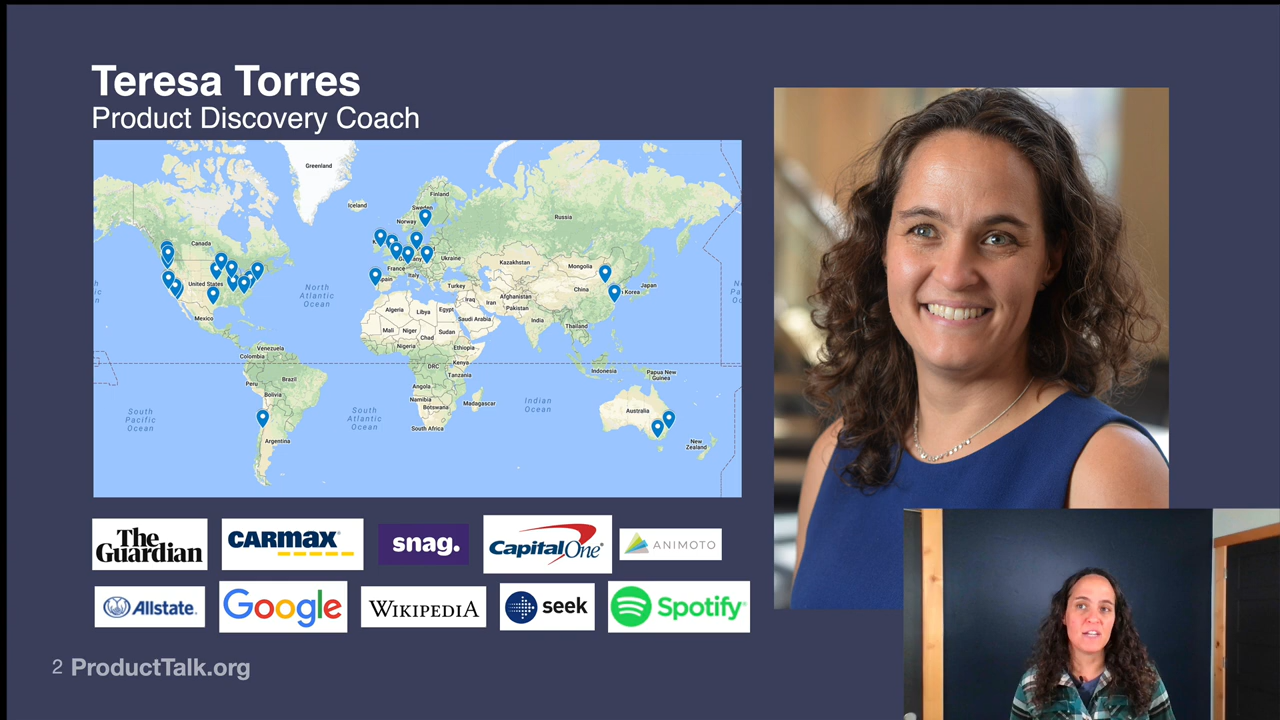 Teresa Torres
Product Discovery Coach
Greenland
Iceland
Finland
Sweden
Norway
Russia
Canada
Ukraine
Kazakhstan
Mongolia
France
Italy
Spain
Turkey
United States
North
Atlantic
Ocean
China
Japan
Korea
Iraq
Iran
Afghanistan
Pakistan
Algeria
Libya
Egypt
Saudi Arabia
Mexico
India
Thailand
Mali
Niger
Sudan
Chad
Nigeria
Ethiopia
Venezuela
Colombia
DRC
Kenya
Tanzania
Indonesia
Papua New
Guinea
Peru
Brazil
Bolivia
Angola
Namibia
Botswana
Madagascar
Indian
Ocean
South
Pacific
Ocean
South
Atlantic
Ocean
Australia
South Africa
Argentina
New
Zealand
The
Guardian
CARMAX
snag.
Capital One
ANIMOTO
Allstate.
Google
WIKIPEDIA
seek
Spotify
2 ProductTalk.org